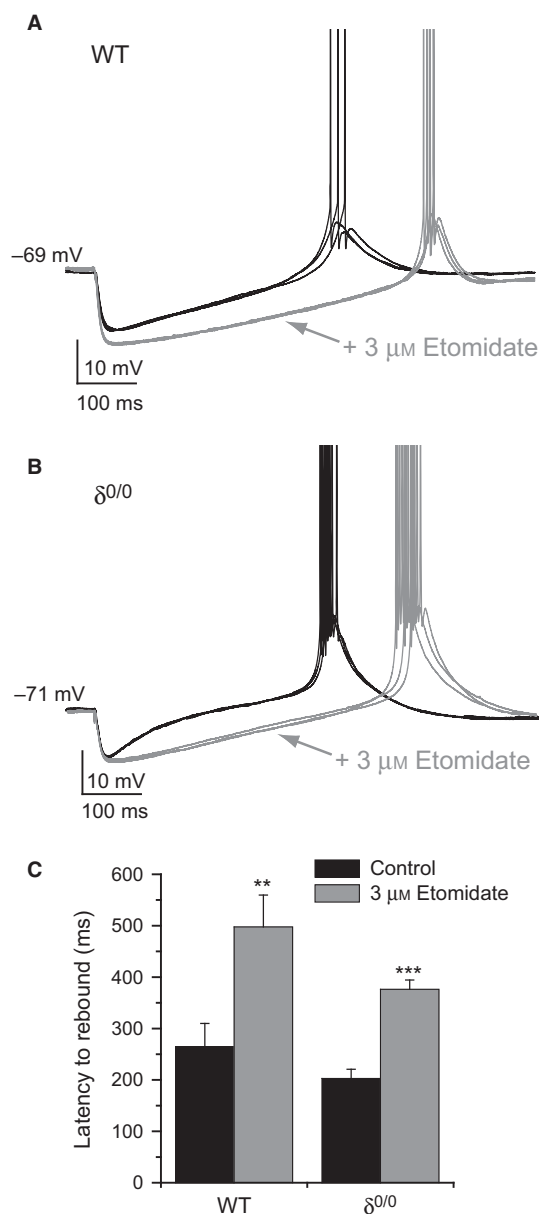 A
WT
–69 mV
+ 3 μM Etomidate
10 mV
100 ms
B
δ0/0
–71 mV
+ 3 μM Etomidate
10 mV
100 ms
C
Control
3 μM Etomidate
Latency to rebound (ms)
600
500
400
300
200
100
0
**
***
WT
δ0/0